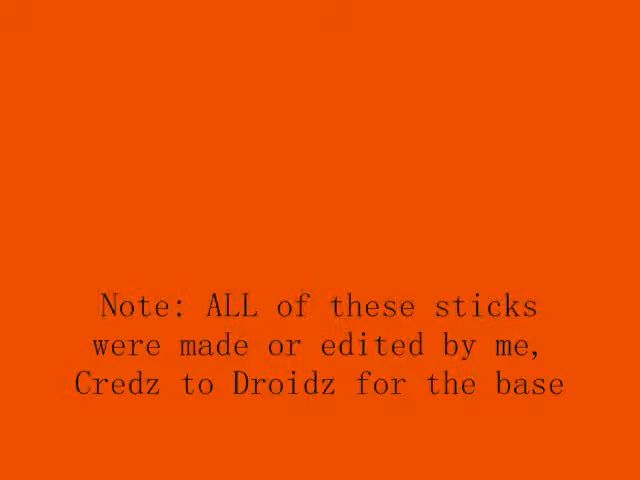 Note: ALL of these sticks
were made or edited by me,
Credz to Droidz for the base